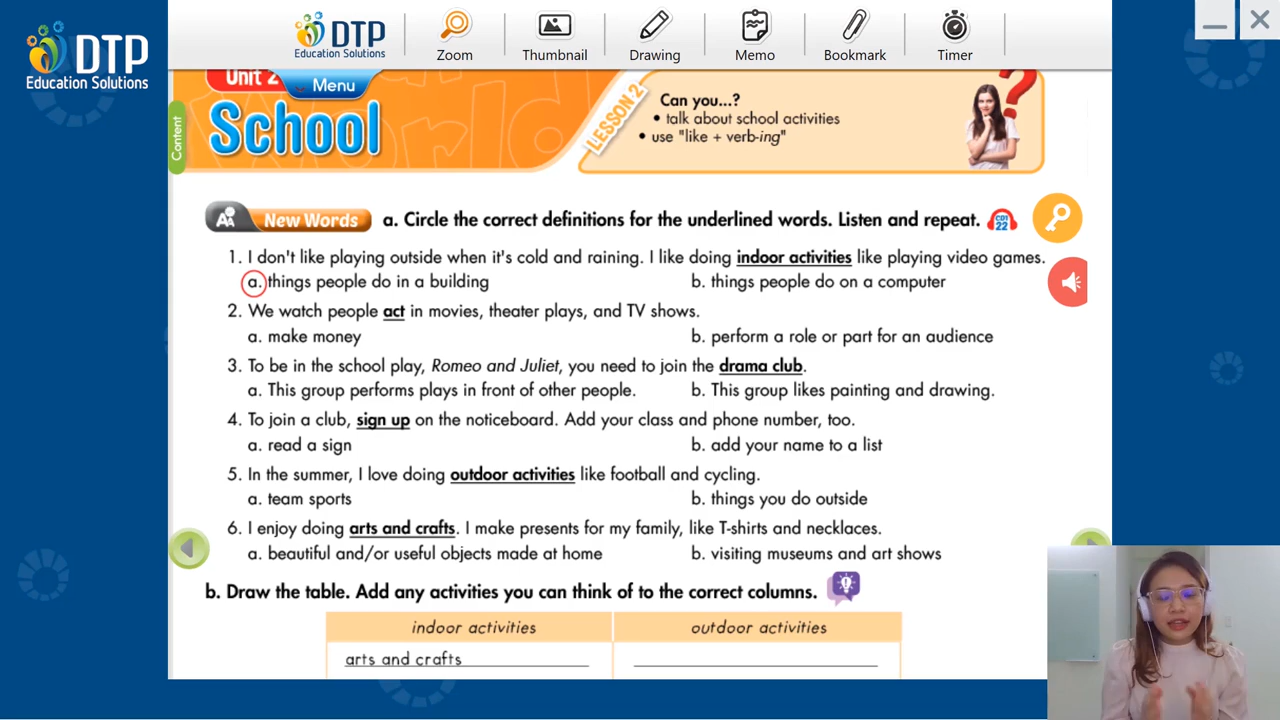 DTP
Education Solutions
DTP
Education Solutions
Zoom
Thumbnail
Drawing
Memo
Bookmark
Timer
Unit 2
Menu
Content
School
LESSON 2
Can you...?
• talk about school activities
• use "like + verb-ing"
New Words
a. Circle the correct definitions for the underlined words. Listen and repeat.
CD1
22
1. I don't like playing outside when it's cold and raining. I like doing indoor activities like playing video games.
a. things people do in a building
b. things people do on a computer
2. We watch people act in movies, theater plays, and TV shows.
a. make money
b. perform a role or part for an audience
3. To be in the school play, Romeo and Juliet, you need to join the drama club.
a. This group performs plays in front of other people.
b. This group likes painting and drawing.
4. To join a club, sign up on the noticeboard. Add your class and phone number, too.
a. read a sign
b. add your name to a list
5. In the summer, I love doing outdoor activities like football and cycling.
a. team sports
b. things you do outside
6. I enjoy doing arts and crafts. I make presents for my family, like T-shirts and necklaces.
a. beautiful and/or useful objects made at home
b. visiting museums and art shows
b. Draw the table. Add any activities you can think of to the correct columns.
indoor activities
outdoor activities
arts and crafts